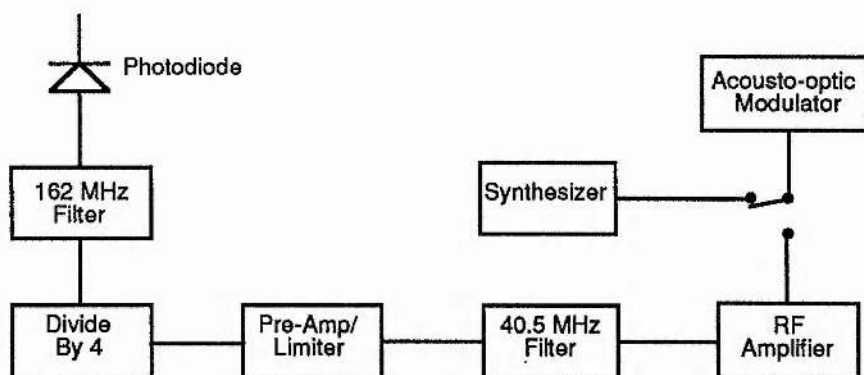 Photodiode
Acousto-optic
Modulator
162 MHz
Filter
Synthesizer
Divide
By 4
Pre-Amp/
Limiter
40.5 MHz
Filter
RF
Amplifier